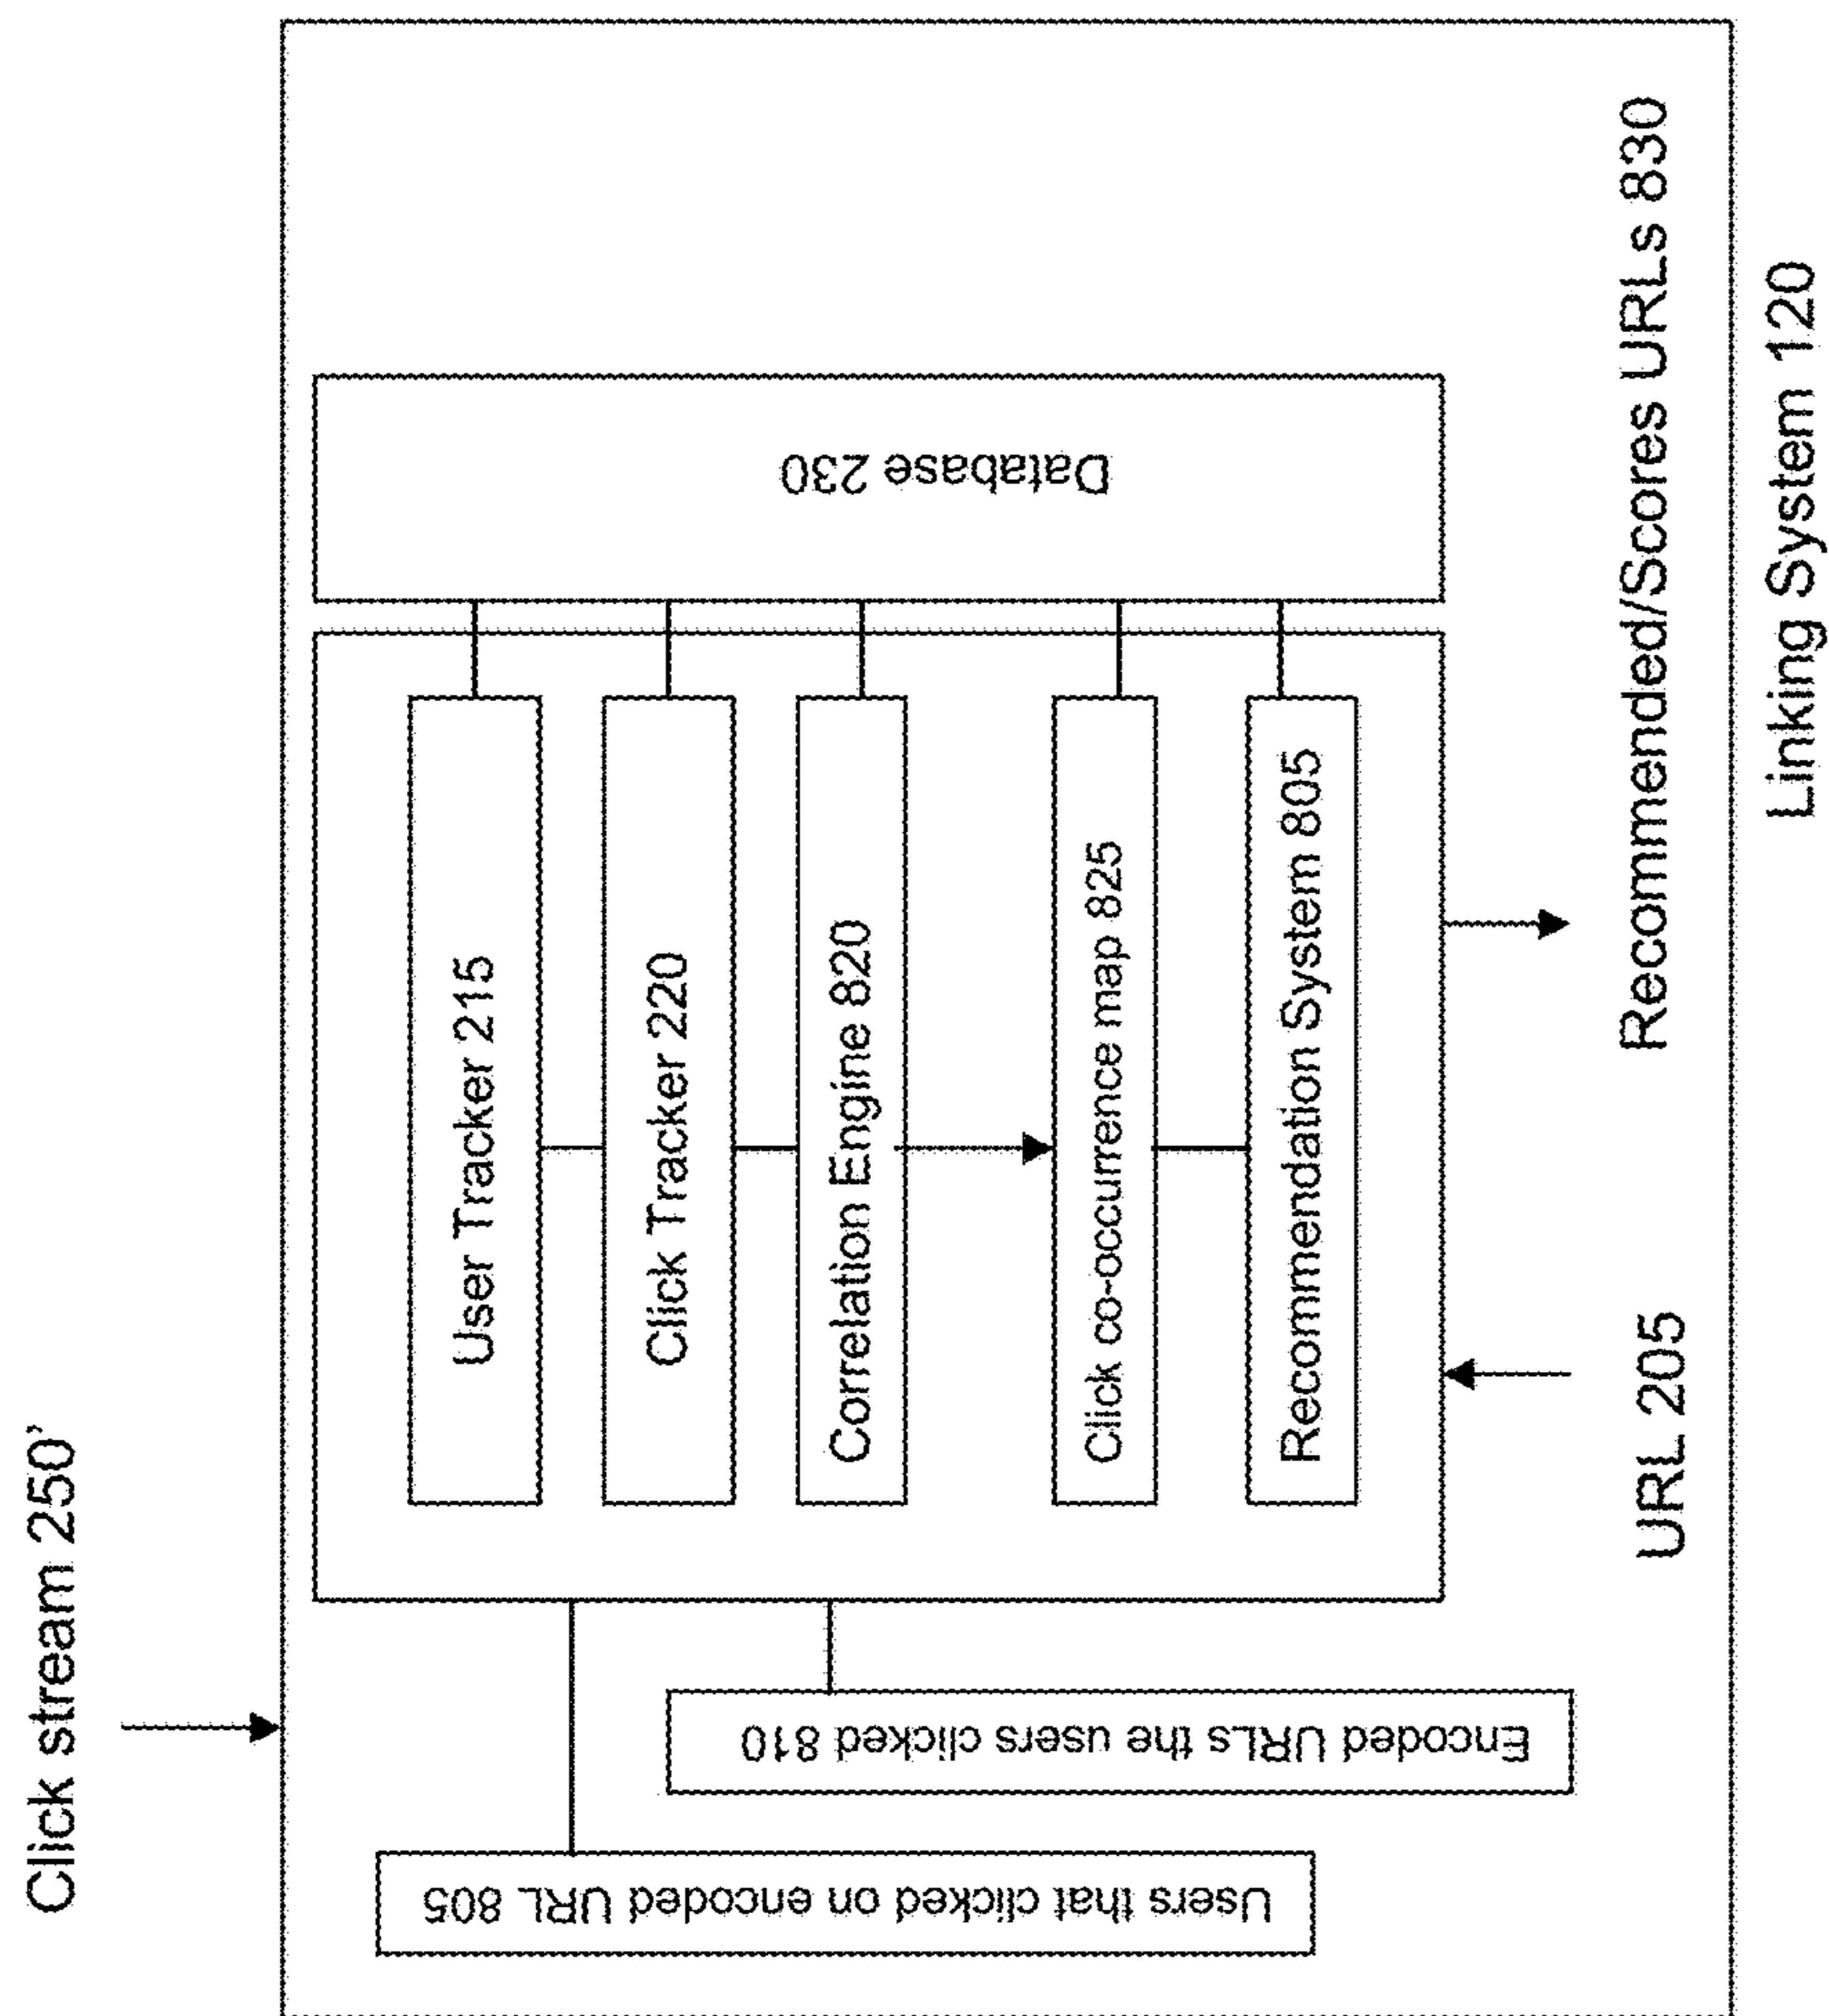 Click stream 250'
Users that clicked on encoded URL 805
Encoded URLs the users clicked 810
User Tracker 215
Click Tracker 220
Correlation Engine 820
Click co-occurrence map 825
Recommendation System 805
Database 230
URL 205
Recommended/Scores URLs 830
Linking System 120